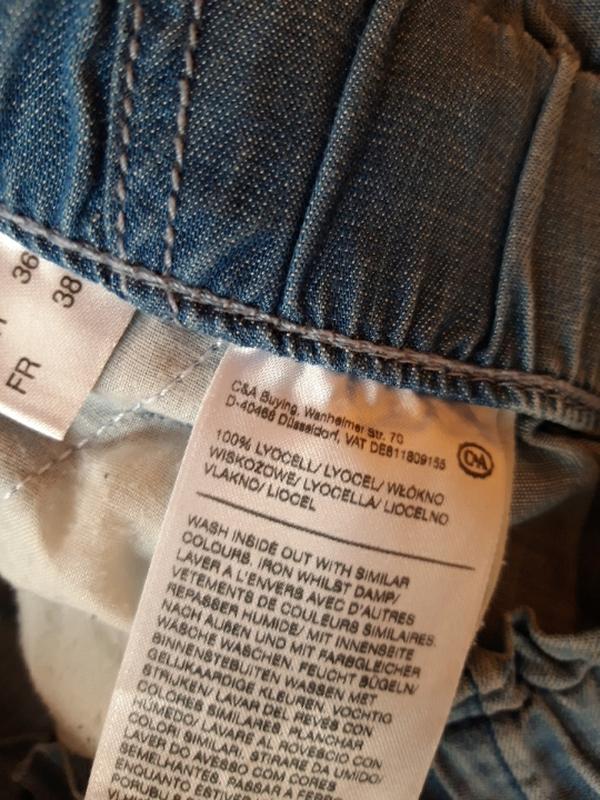 36
38
FR
C&A Buying, Wanheimer Str. 70
D-40468 Düsseldorf, VAT DE811809155
C&A
100% LYOCELL/ LYOCEL/ WŁÓKNO
WISKOZOWE/ LYOCELLA/ LIOCELNO
VLAKNO/ LIOCEL
WASH INSIDE OUT WITH SIMILAR
COLOURS. IRON WHILST DAMP/
LAVER A L'ENVERS AVEC D'AUTRES
VETEMENTS DE COULEURS SIMILAIRES.
REPASSER HUMIDE/ MIT INNENSEITE
NACH AUßEN UND MIT FARBGLEICHER
WÄSCHE WASCHEN. FEUCHT BÜGELN/
BINNENSTEBUITEN WASSEN MET
GELIJKAARDIGE KLEUREN. VOCHTIG
STRIJKEN/ LAVAR DEL REVES CON
COLORES SIMILARES. PLANCHAR
HÚMEDO/ LAVARE AL ROVESCIO CON
COLORI SIMILARI. STIRARE DA UMIDO/
LAVER DO AVESSO COM CORES
SEMELHANTES. PASSAR A FERRO
ENQUANTO
PORUBU